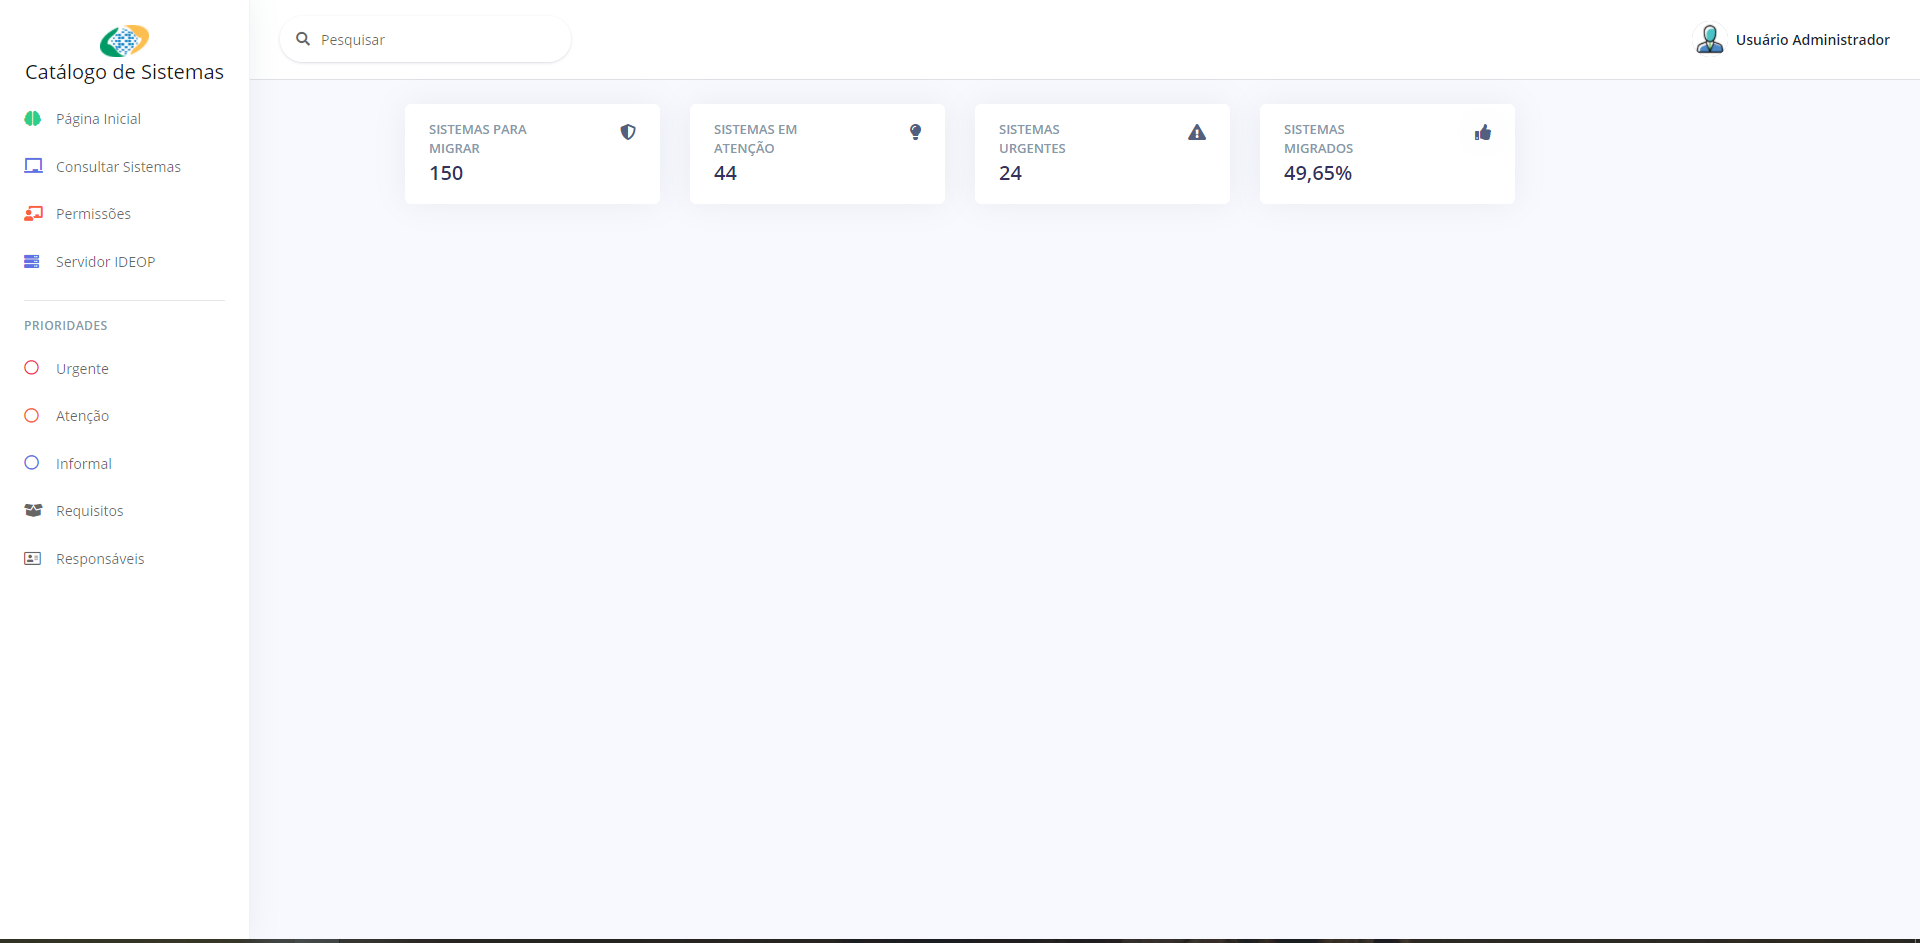 Catálogo de Sistemas
Página Inicial
Consultar Sistemas
Permissões
Servidor IDEOP
PRIORIDADES
Urgente
Atenção
Informal
Requisitos
Responsáveis
Pesquisar
Usuário Administrador
SISTEMAS PARA
MIGRAR
150
SISTEMAS EM
ATENÇÃO
44
SISTEMAS
URGENTES
24
SISTEMAS
MIGRADOS
49,65%